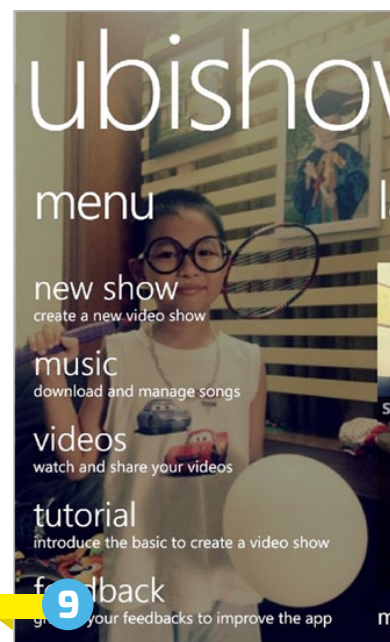 ubishow
menu
new show
create a new video show
music
download and manage songs
videos
watch and share your videos
tutorial
introduce the basic to create a video show
9
your feedbacks to improve the app